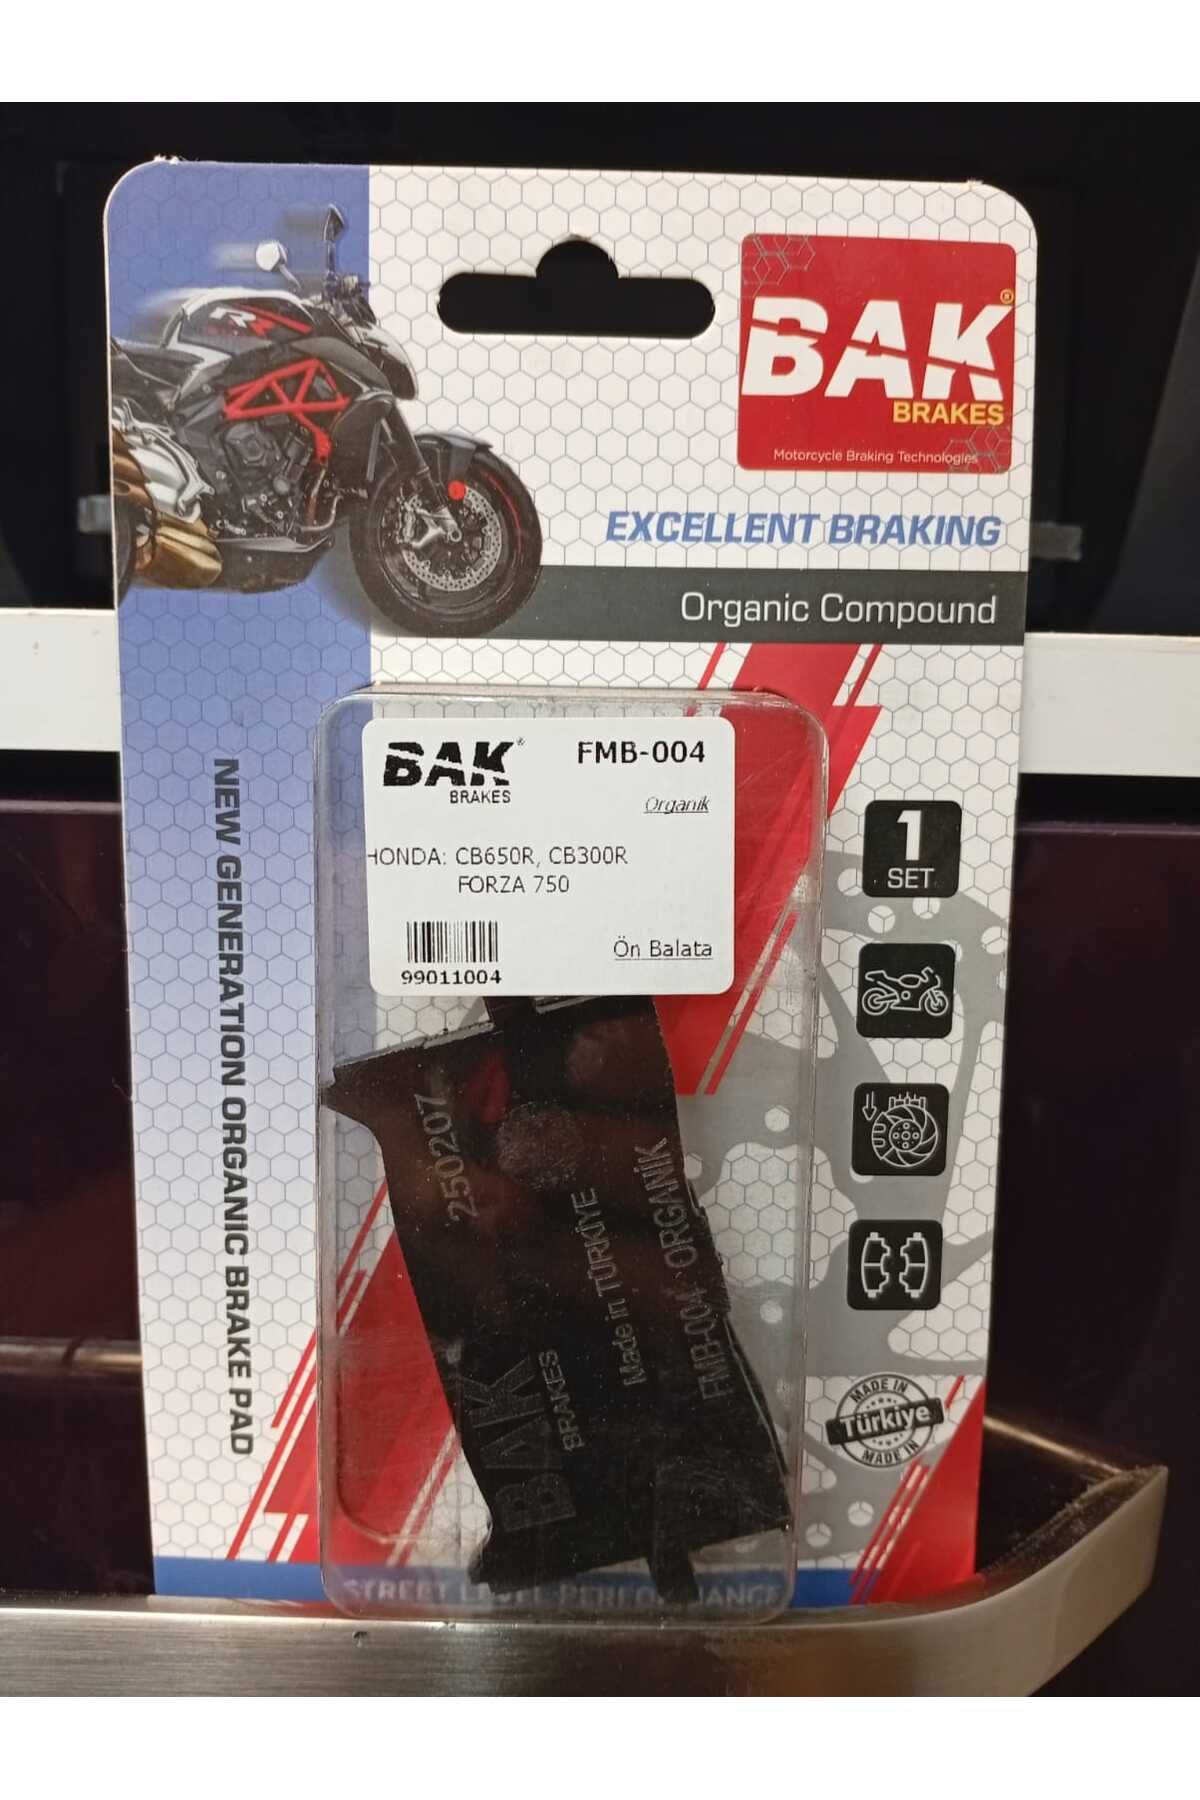 RR
BAK®
BRAKES
Motorcycle Braking Technologies
EXCELLENT BRAKING
Organic Compound
BAK®
BRAKES
FMB-004
Organik
HONDA: CB650R, CB300R
FORZA 750
99011004
Ön Balata
1
SET
NEW GENERATION ORGANIC BRAKE PAD
250207
BAK
BRAKES
Made in TÜRKİYE
FMB-004 ORGANİK
MADE IN
Türkiye
MADE IN
STREET LEVEL PERFORMANCE